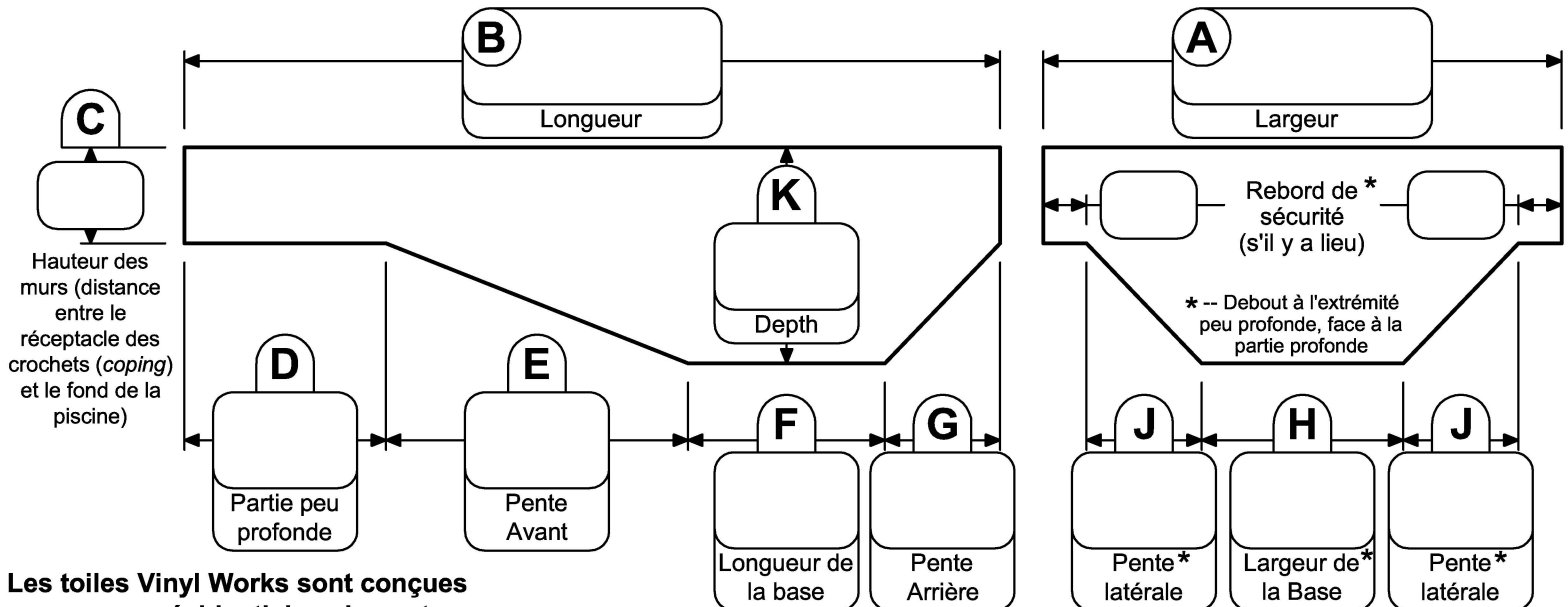 B
Longueur
A
Largeur
C
Hauteur des
murs (distance
entre le
réceptacle des
crochets (coping)
et le fond de la
piscine)
K
Depth
Rebord de *
sécurité
(s'il y a lieu)
* -- Debout à l'extrémité
peu profonde, face à la
partie profonde
D
Partie peu
profonde
E
Pente
Avant
F
Longueur de
la base
G
Pente
Arrière
J
Pente*
latérale
H
Largeur de*
la Base
J
Pente*
latérale
Les toiles Vinyl Works sont conçues